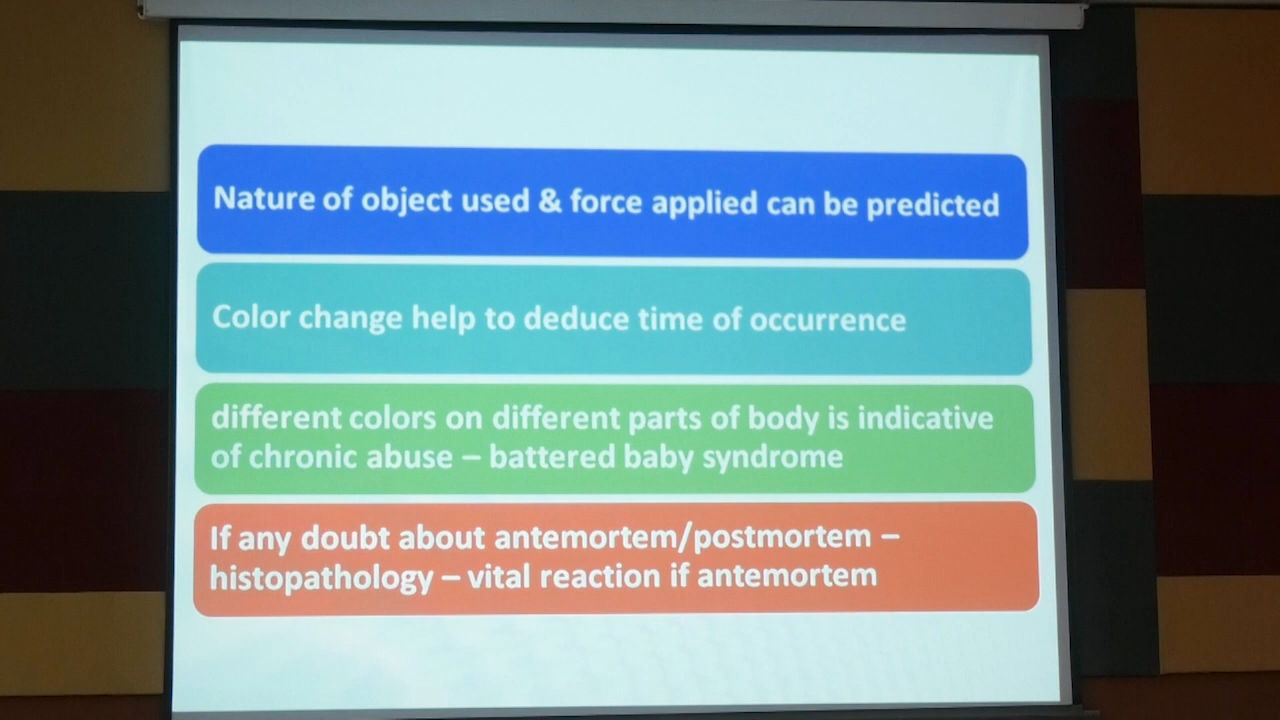 Nature of object used & force applied can be predicted
Color change help to deduce time of occurrence
different colors on different parts of body is indicative
of chronic abuse – battered baby syndrome
If any doubt about antemortem/postmortem –
histopathology – vital reaction if antemortem